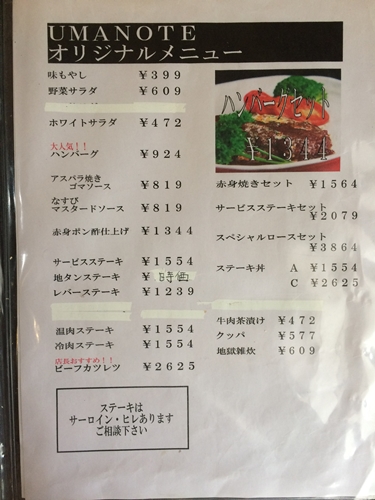 UMANOTE
オリジナルメニュー
味もやし ￥399
野菜サラダ ￥609
ホワイトサラダ ￥472
大人気！！
ハンバーグ ￥924
アスパラ焼き
ゴマソース ￥819
なすび
マスタードソース ￥819
赤身ポン酢仕上げ ￥1344
サービスステーキ ￥1554
地タンステーキ ￥ 時価
レバーステーキ ￥1239
温肉ステーキ ￥1554
冷肉ステーキ ￥1554
店長おすすめ！！
ビーフカツレツ ￥2625
ステーキは
サーロイン・ヒレあります
ご相談下さい
ハンバーグセット
￥1344
赤身焼きセット ￥1564
サービスステーキセット
￥2079
スペシャルロースセット
￥3864
ステーキ丼 A ￥1554
C ￥2625
牛肉茶漬け ￥472
クッパ ￥577
地獄雑炊 ￥609